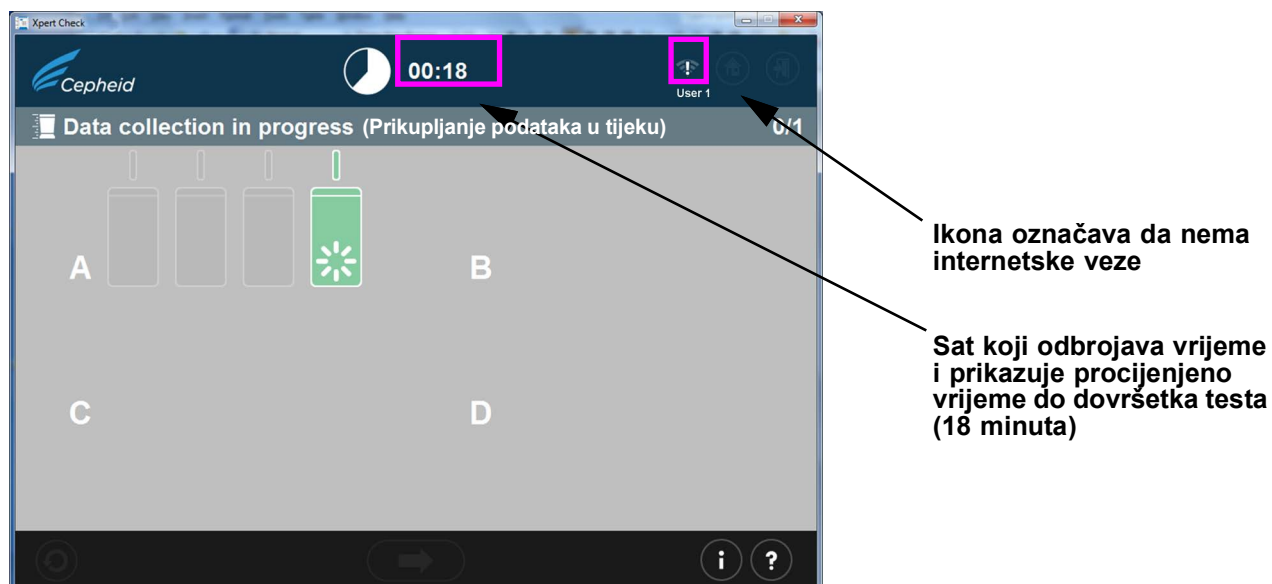 Xpert Check
Cepheid
00:18
User 1
Data collection in progress (Prikupljanje podataka u tijeku)
0/1
A
B
C
D
i
?
Ikona označava da nema
internetske veze
Sat koji odbrojava vrijeme
i prikazuje procijenjeno
vrijeme do dovršetka testa
(18 minuta)